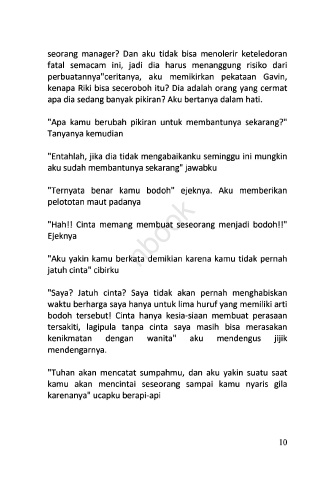 seorang manager? Dan aku tidak bisa menolerir keteledoran
fatal semacam ini, jadi dia harus menanggung risiko dari
perbuatannya"ceritanya, aku memikirkan pekataan Gavin,
kenapa Riki bisa seceroboh itu? Dia adalah orang yang cermat
apa dia sedang banyak pikiran? Aku bertanya dalam hati.
"Apa kamu berubah pikiran untuk membantunya sekarang?"
Tanyanya kemudian
"Entahlah, jika dia tidak mengabaikanku seminggu ini mungkin
aku sudah membantunya sekarang" jawabku
"Ternyata benar kamu bodoh" ejeknya. Aku memberikan
pelototan maut padanya
"Hah!! Cinta memang membuat seseorang menjadi bodoh!!"
Ejeknya
"Aku yakin kamu berkata demikian karena kamu tidak pernah
jatuh cinta" cibirku
"Saya? Jatuh cinta? Saya tidak akan pernah menghabiskan
waktu berharga saya hanya untuk lima huruf yang memiliki arti
bodoh tersebut! Cinta hanya kesia-siaan membuat perasaan
tersakiti, lagipula tanpa cinta saya masih bisa merasakan
kenikmatan dengan wanita" aku mendengus jijik
mendengarnya.
"Tuhan akan mencatat sumpahmu, dan aku yakin suatu saat
kamu akan mencintai seseorang sampai kamu nyaris gila
karenanya" ucapku berapi-api
10